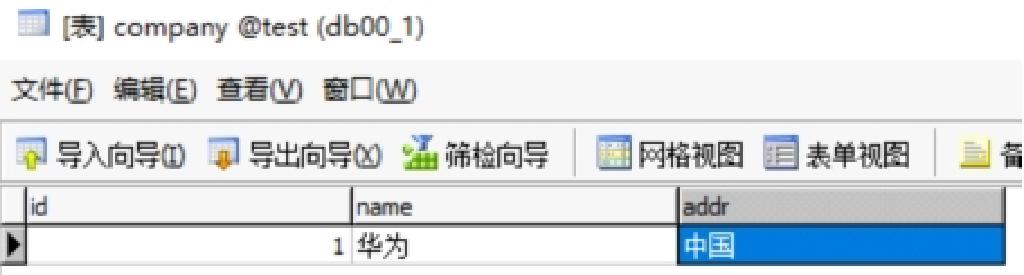 [表] company @test (db00_1)
文件(F) 编辑(E) 查看(V) 窗口(W)
导入向导(I) 导出向导(X) 筛检向导 网格视图 表单视图 备
id name addr
1 华为 中国